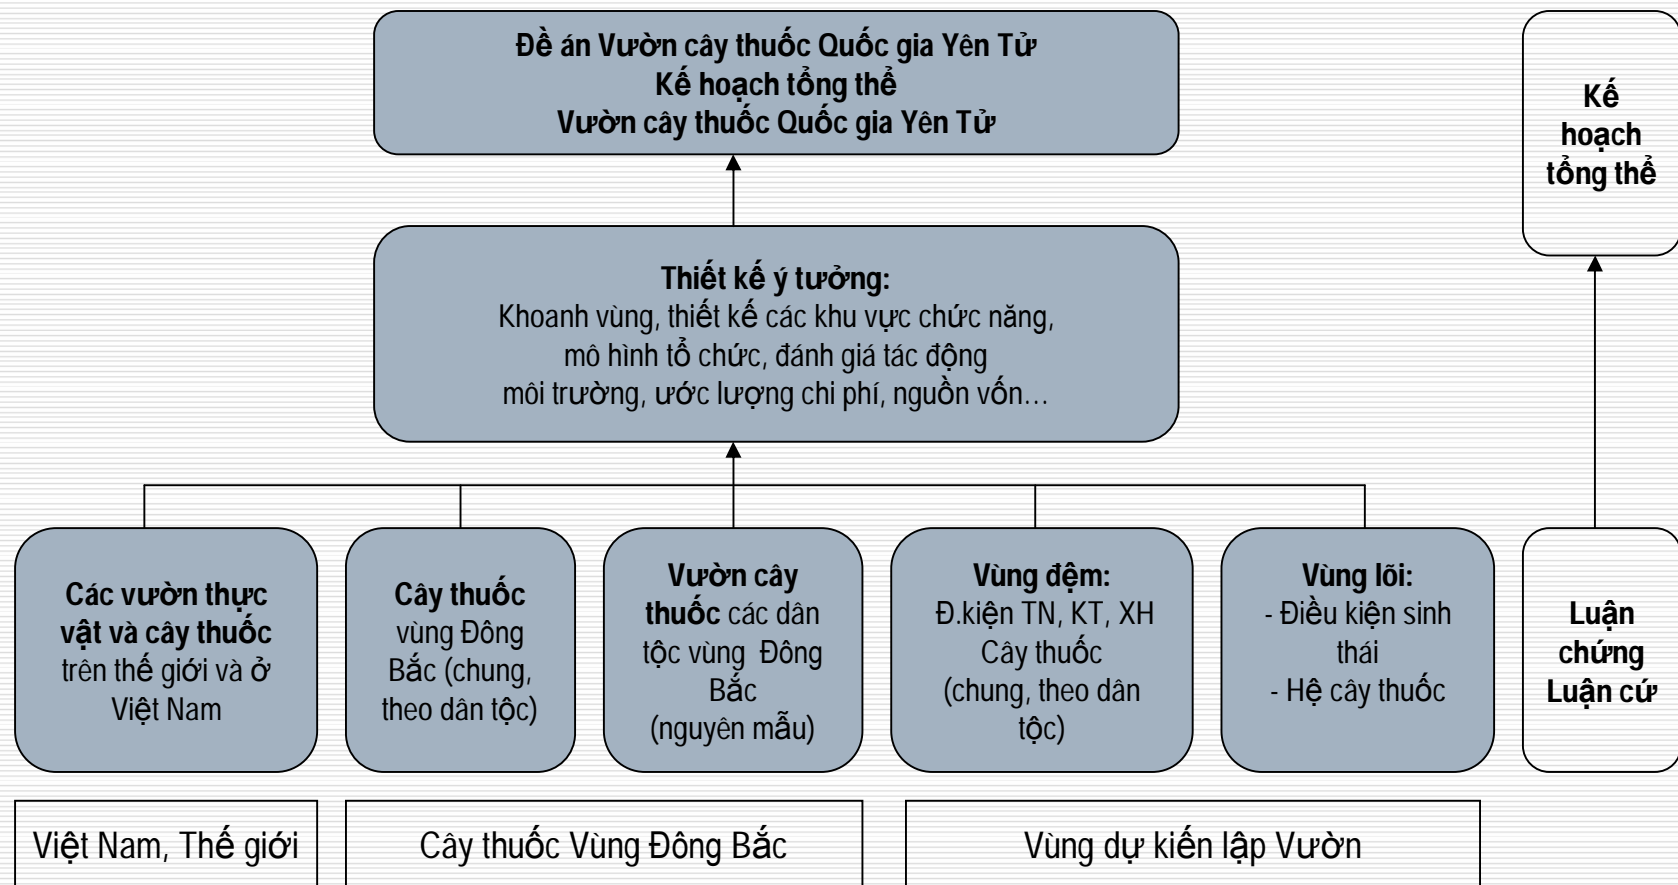 Đề án Vườn cây thuốc Quốc gia Yên Tử
Kế hoạch tổng thể
Vườn cây thuốc Quốc gia Yên Tử
Kế
hoạch
tổng thể
Thiết kế ý tưởng:
Khoanh vùng, thiết kế các khu vực chức năng,
mô hình tổ chức, đánh giá tác động
môi trường, ước lượng chi phí, nguồn vốn…
Các vườn thực
vật và cây thuốc
trên thế giới và ở
Việt Nam
Cây thuốc
vùng Đông
Bắc (chung,
theo dân tộc)
Vườn cây
thuốc các dân
tộc vùng Đông
Bắc
(nguyên mẫu)
Vùng đệm:
Đ.kiện TN, KT, XH
Cây thuốc
(chung, theo dân
tộc)
Vùng lõi:
- Điều kiện sinh
thái
- Hệ cây thuốc
Luận
chứng
Luận cứ
Việt Nam, Thế giới
Cây thuốc Vùng Đông Bắc
Vùng dự kiến lập Vườn